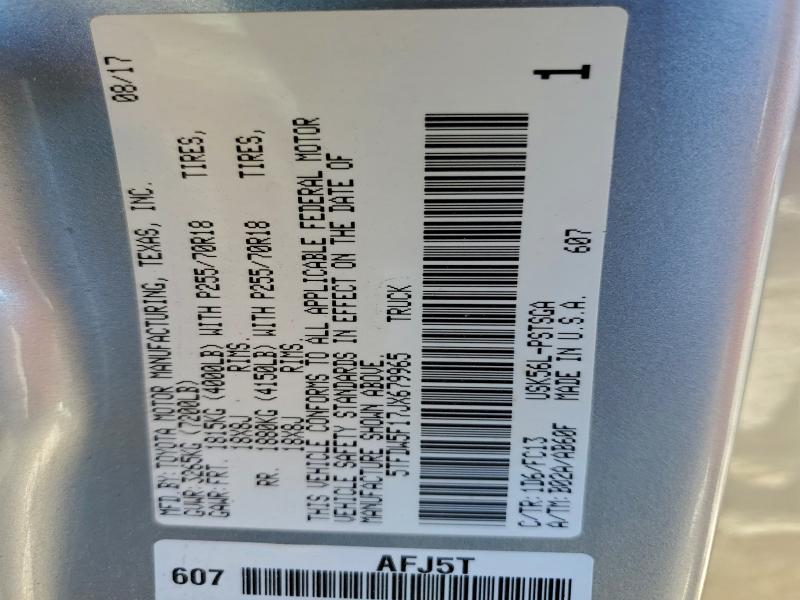 MFD.BY:TOYOTA MOTOR MANUFACTURING, TEXAS, INC. 08/17
GVWR:3265KG (7200LB)
GAWR:FRT. 1815KG (4000LB) WITH P255/70R18 TIRES,
18X8J RIMS.
RR. 1880KG (4150LB) WITH P255/70R18 TIRES,
18X8J RIMS.
THIS VEHICLE CONFORMS TO ALL APPLICABLE FEDERAL MOTOR
VEHICLE SAFETY STANDARDS IN EFFECT ON THE DATE OF
MANUFACTURE SHOWN ABOVE.
5TFDW5F17JX679965 TRUCK
1
USK56L-PSTSGA
C/TR:1D6/FC13 MADE IN U.S.A. 607
A/TM:B02A/AB60F
607 AFJ5T